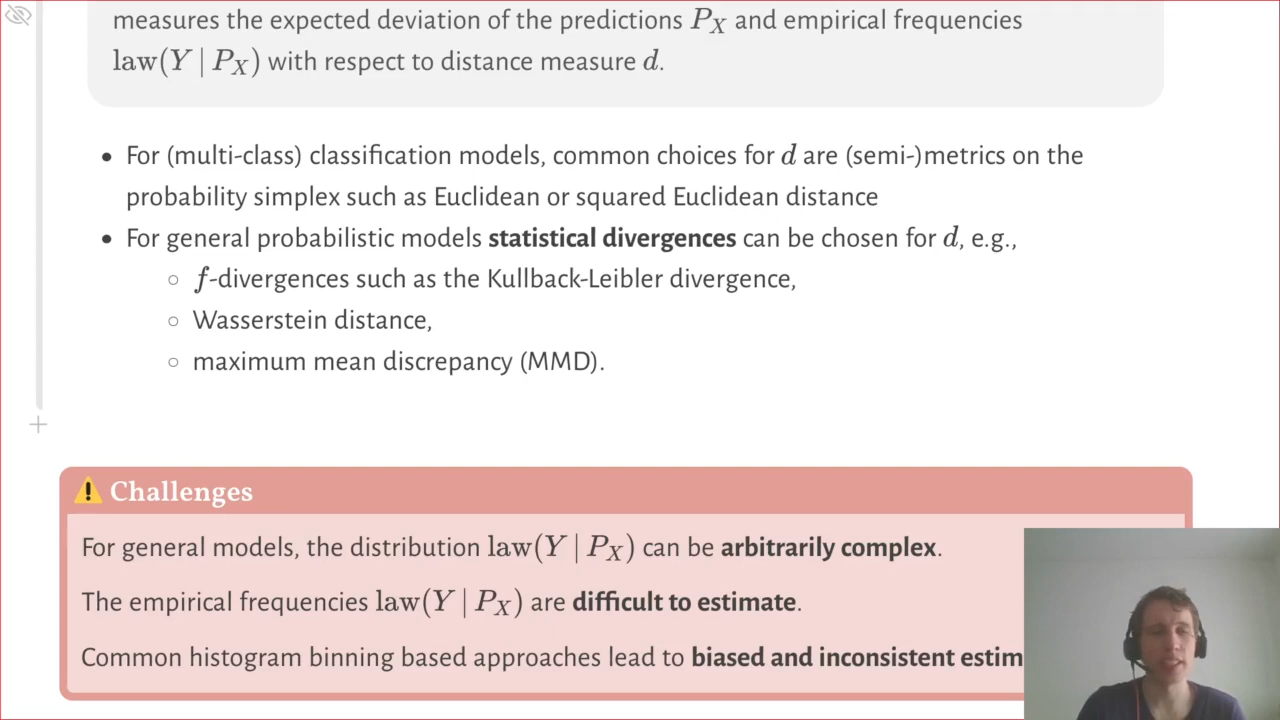 measures the expected deviation of the predictions P_X and empirical frequencies
law(Y | P_X) with respect to distance measure d.
• For (multi-class) classification models, common choices for d are (semi-)metrics on the
probability simplex such as Euclidean or squared Euclidean distance
• For general probabilistic models statistical divergences can be chosen for d, e.g.,
○ f-divergences such as the Kullback-Leibler divergence,
○ Wasserstein distance,
○ maximum mean discrepancy (MMD).
⚠️ Challenges
For general models, the distribution law(Y | P_X) can be arbitrarily complex.
The empirical frequencies law(Y | P_X) are difficult to estimate.
Common histogram binning based approaches lead to biased and inconsistent estim